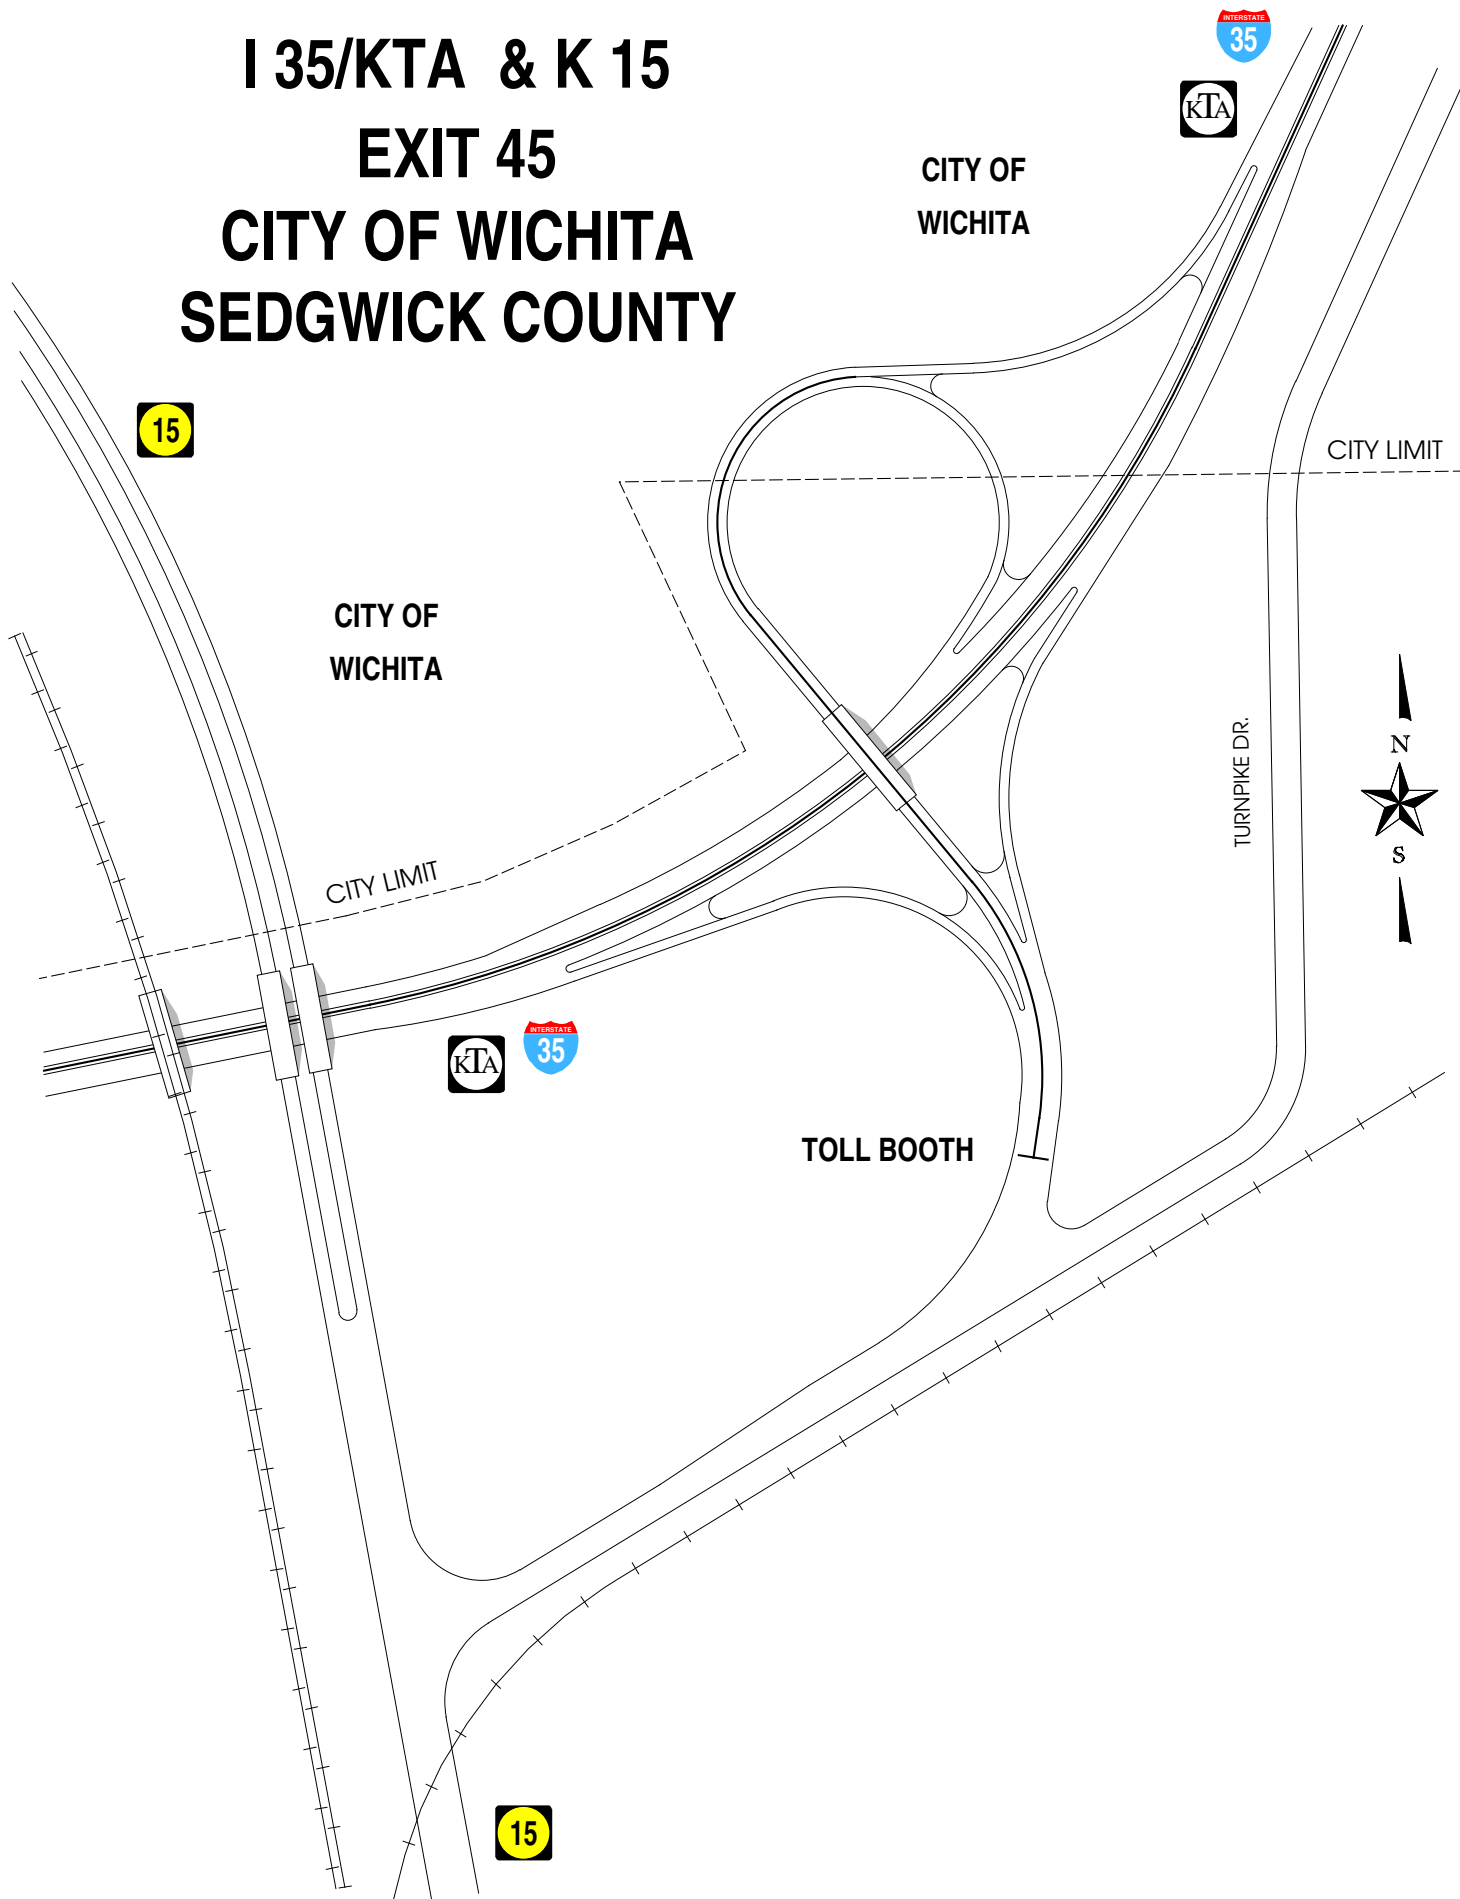 I 35/KTA & K 15
EXIT 45
CITY OF WICHITA
SEDGWICK COUNTY
INTERSTATE
35
KTA
CITY OF
WICHITA
15
CITY LIMIT
CITY OF
WICHITA
TURNPIKE DR.
N
S
CITY LIMIT
KTA
INTERSTATE
35
TOLL BOOTH
15